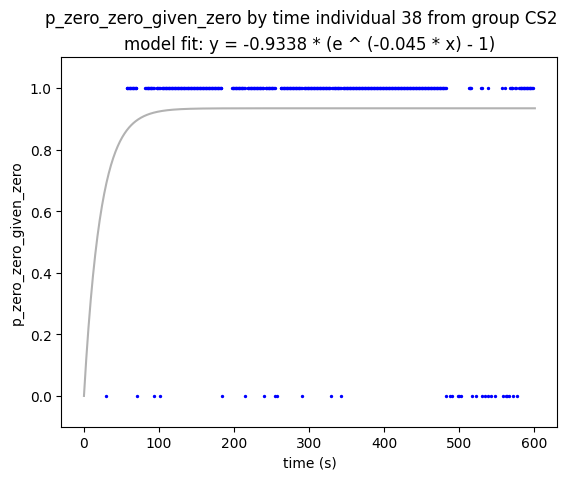 p_zero_zero_given_zero by time individual 38 from group CS2
model fit: y = -0.9338 * (e ^ (-0.045 * x) - 1)
1.0
0.8
0.6
0.4
0.2
0.0
p_zero_zero_given_zero
0 100 200 300 400 500 600
time (s)